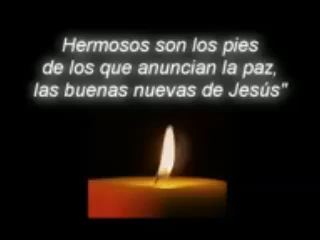 Hermosos son los pies
de los que anuncian la paz,
las buenas nuevas de Jesús"